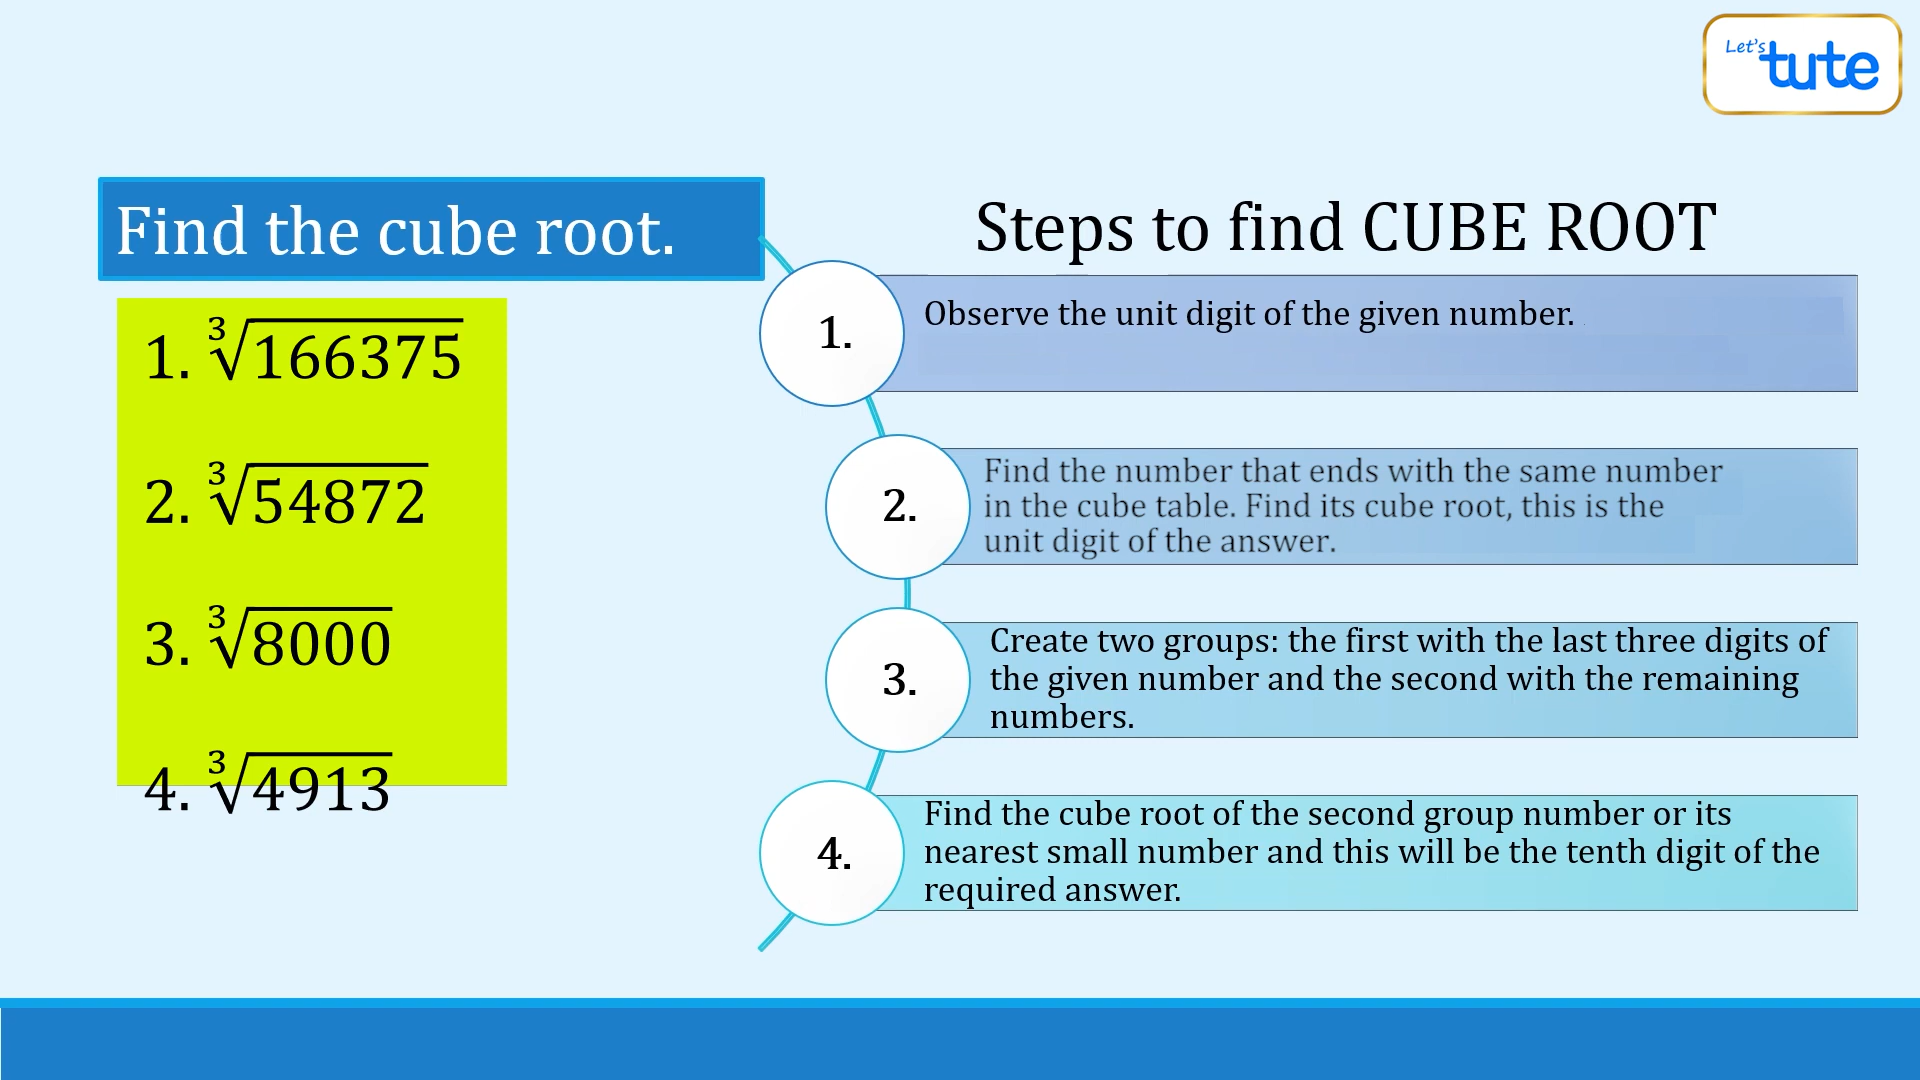 Let's tute
Find the cube root.
1. ∛166375
2. ∛54872
3. ∛8000
4. ∛4913
Steps to find CUBE ROOT
1.
Observe the unit digit of the given number.
2.
Find the number that ends with the same number
in the cube table. Find its cube root, this is the
unit digit of the answer.
3.
Create two groups: the first with the last three digits of
the given number and the second with the remaining
numbers.
4.
Find the cube root of the second group number or its
nearest small number and this will be the tenth digit of the
required answer.